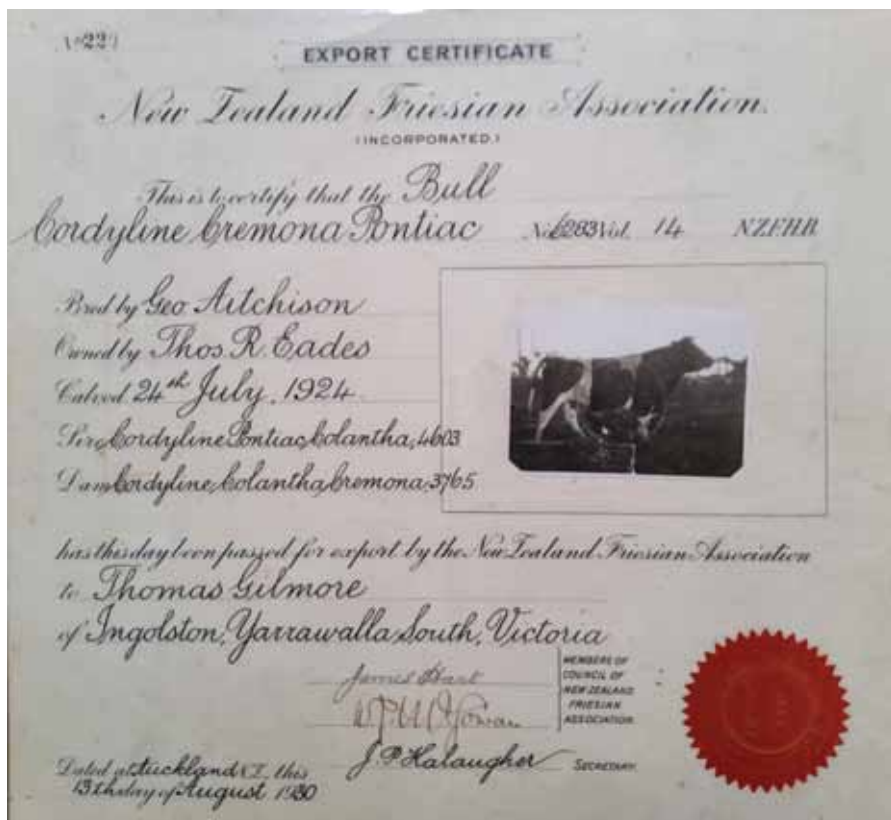 EXPORT CERTIFICATE
New Zealand Friesian Association.
(INCORPORATED.)
This is to certify that the Bull
Cordyline Cremona Pontiac No 6283 Vol. 14 NZFHB
Bred by Geo Aitchison
Owned by Thos R. Eades
Calved 24th July, 1924
Sire Cordyline Pontiac Colantha, 4603
Dam Cordyline Colantha Cremona, 3765
has this day been passed for export by the New Zealand Friesian Association
to Thomas Gilmore
of Ingolston, Yarrawalla South, Victoria
James Hart
MEMBERS OF
COUNCIL OF
NEW ZEALAND
FRIESIAN
ASSOCIATION
J P Halaugher SECRETARY.
Dated at Auckland N.Z. this
13th day of August 1930